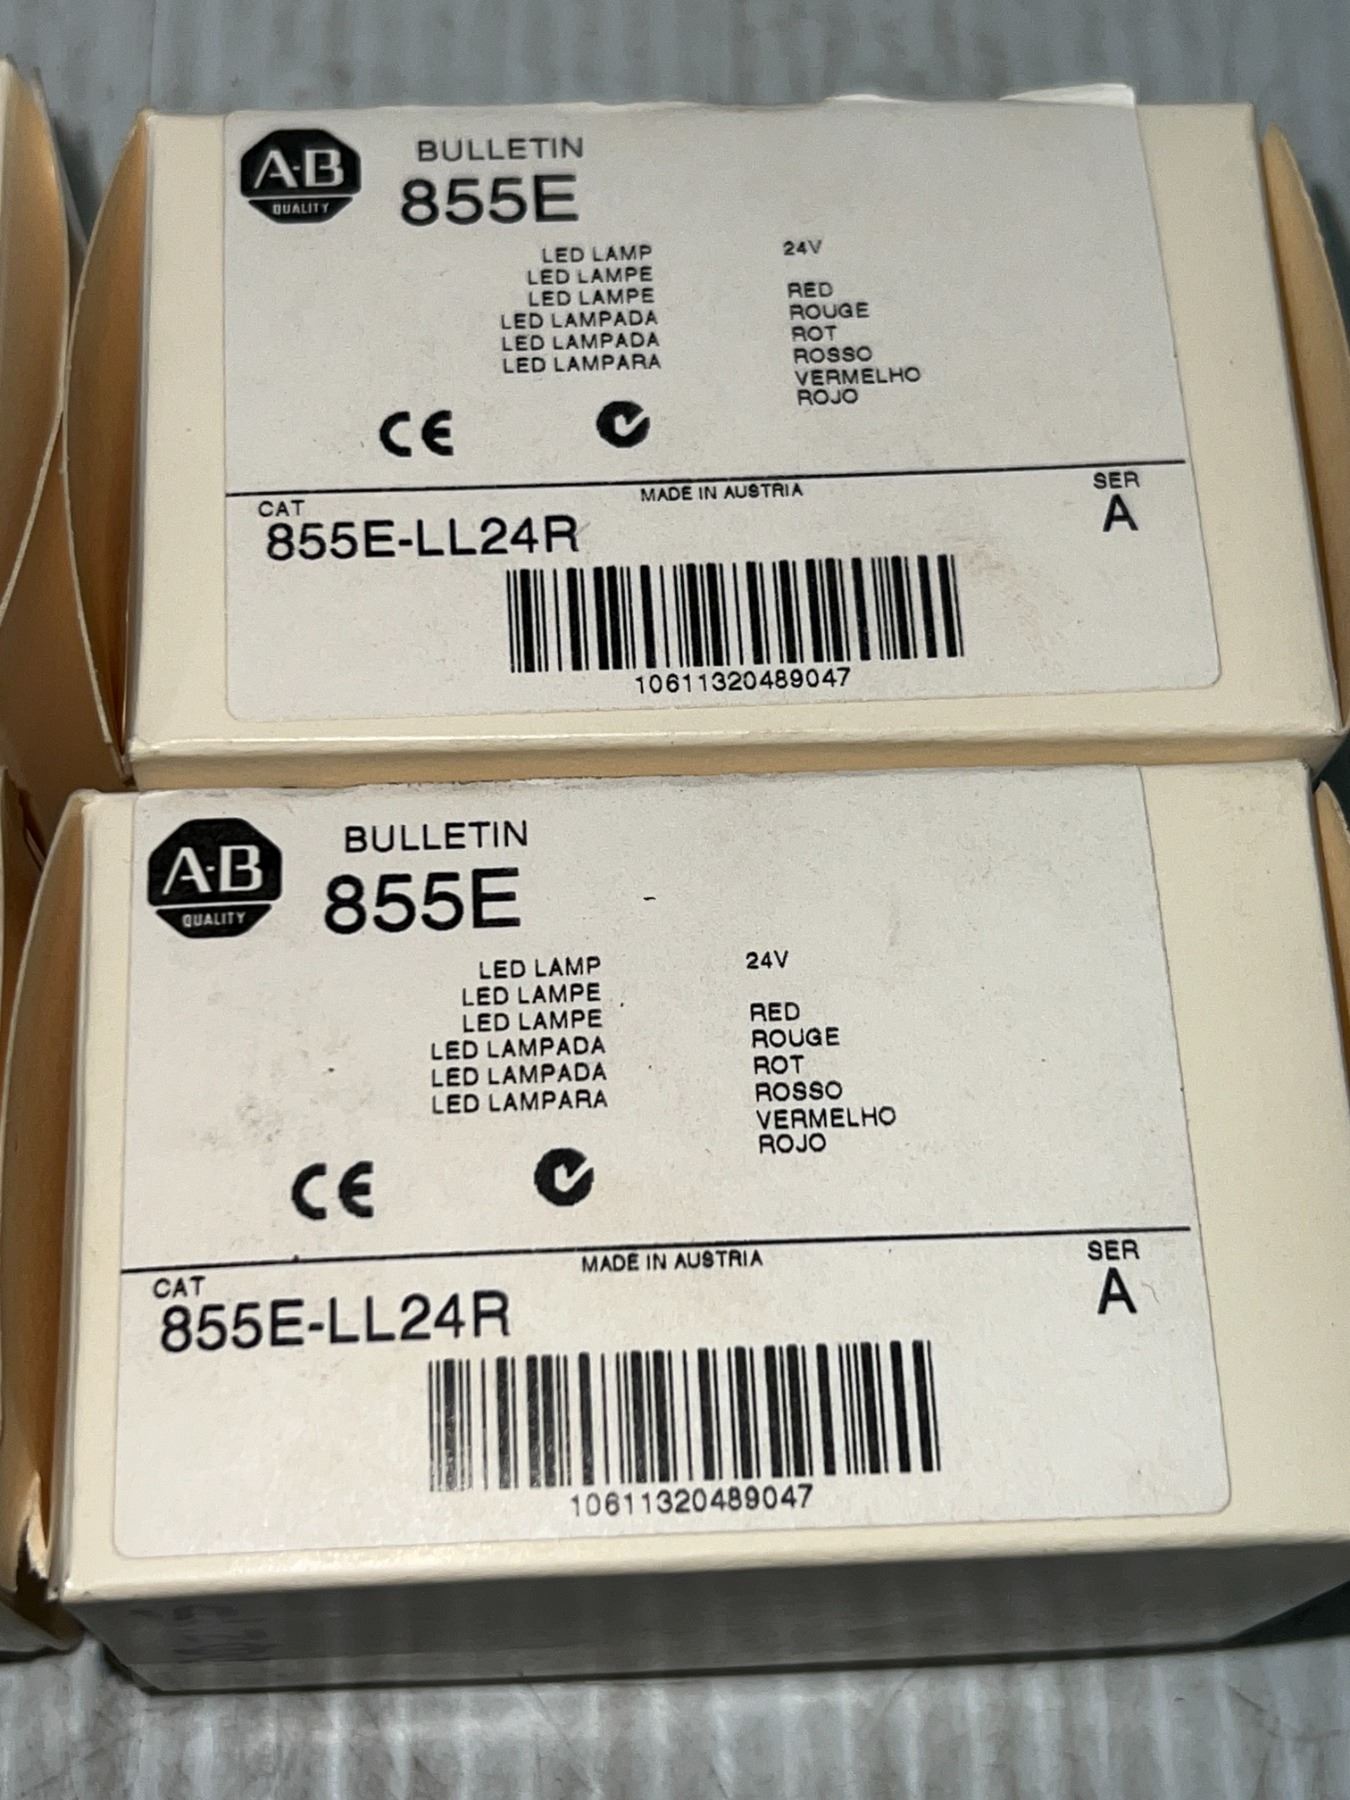 A-B
QUALITY
BULLETIN
855E
LED LAMP 24V
LED LAMPE
LED LAMPE RED
LED LAMPADA ROUGE
LED LAMPADA ROT
LED LAMPARA ROSSO
VERMELHO
ROJO
CE
MADE IN AUSTRIA
CAT
855E-LL24R
SER
A
10611320489047
A-B
QUALITY
BULLETIN
855E
LED LAMP 24V
LED LAMPE
LED LAMPE RED
LED LAMPADA ROUGE
LED LAMPADA ROT
LED LAMPARA ROSSO
VERMELHO
ROJO
CE
MADE IN AUSTRIA
CAT
855E-LL24R
SER
A
10611320489047